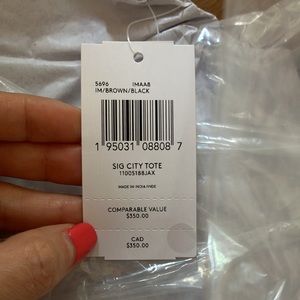 5696 IMAAB
IM/BROWN/BLACK
1 95031 08808 7
SIG CITY TOTE
11005188JAX
MADE IN INDIA/INDE
COMPARABLE VALUE
$350.00
CAD
$350.00